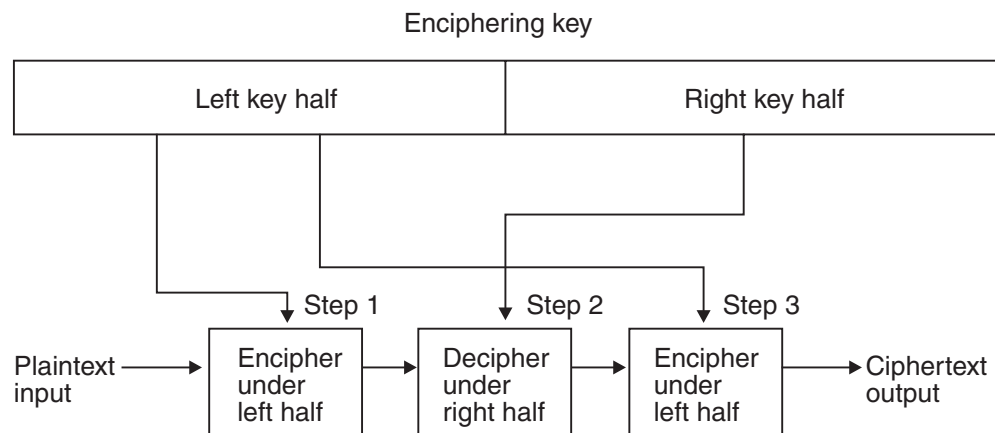 Enciphering key
Left key half
Right key half
Step 1
Step 2
Step 3
Plaintext
input
Encipher
under
left half
Decipher
under
right half
Encipher
under
left half
Ciphertext
output